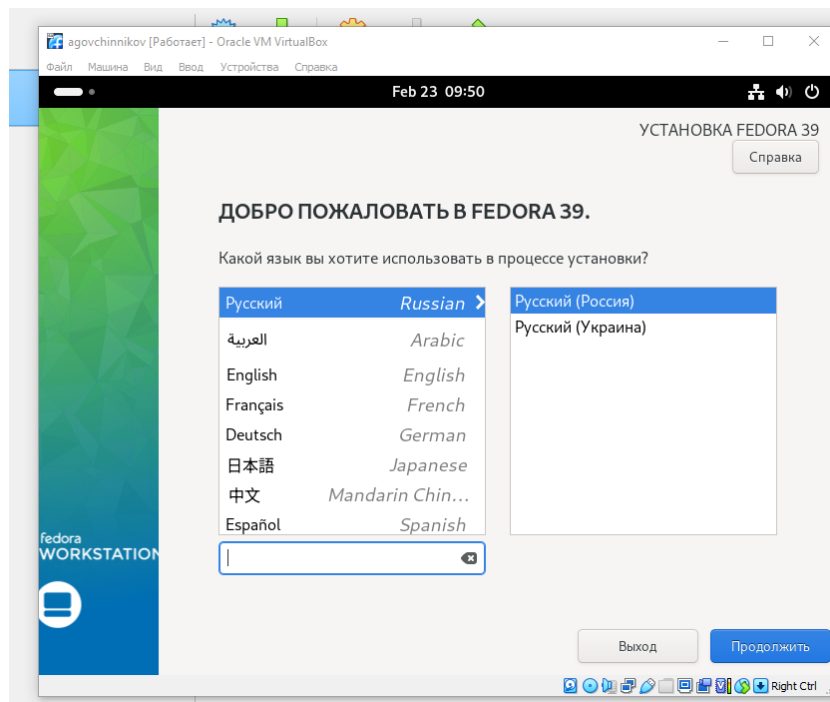 agovchinnikov [Работает] - Oracle VM VirtualBox
Файл Машина Вид Ввод Устройства Справка
Feb 23 09:50
УСТАНОВКА FEDORA 39
Справка
ДОБРО ПОЖАЛОВАТЬ В FEDORA 39.
Какой язык вы хотите использовать в процессе установки?
Русский Russian
العربية Arabic
English English
Français French
Deutsch German
日本語 Japanese
中文 Mandarin Chin...
Español Spanish
Русский (Россия)
Русский (Украина)
fedora
WORKSTATION
Выход
Продолжить
Right Ctrl